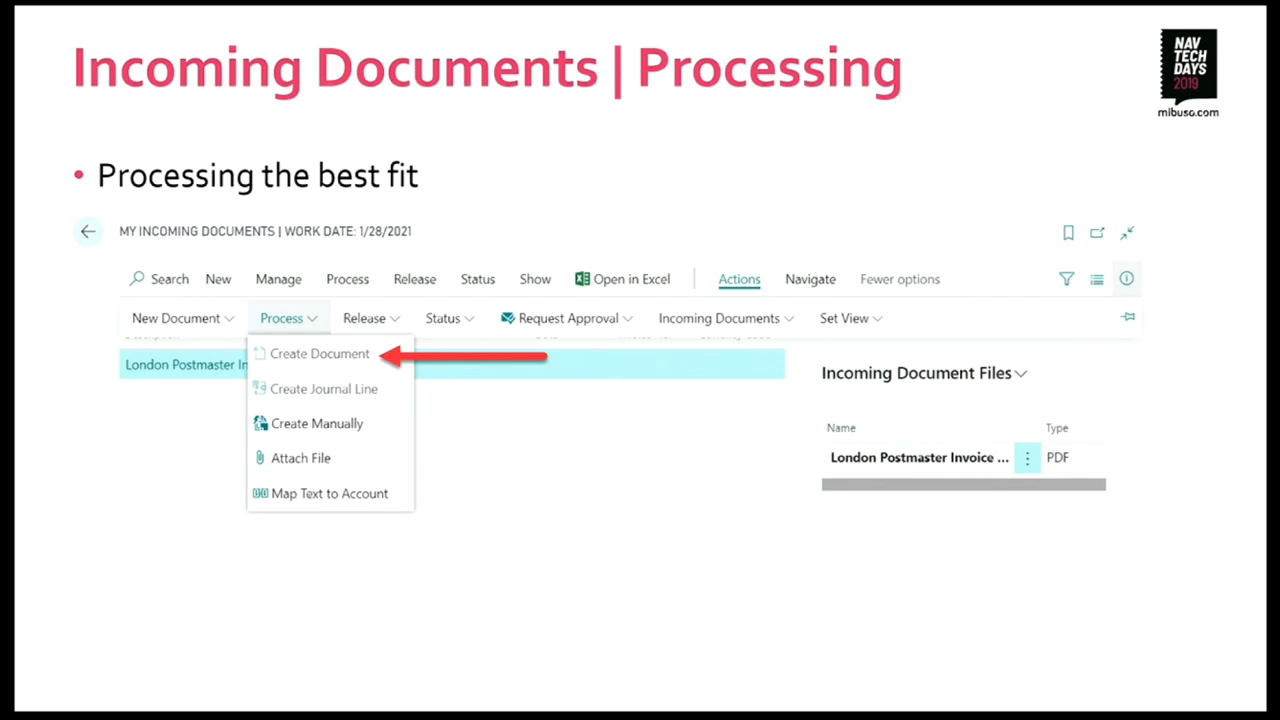 Incoming Documents | Processing
NAV
TECH
DAYS
2019
mibuso.com
• Processing the best fit
MY INCOMING DOCUMENTS | WORK DATE: 1/28/2021
Search New Manage Process Release Status Show Open in Excel Actions Navigate Fewer options
New Document Process Release Status Request Approval Incoming Documents Set View
Create Document
London Postmaster In
Incoming Document Files
Create Journal Line
Create Manually
Name Type
Attach File
London Postmaster Invoice ... PDF
Map Text to Account